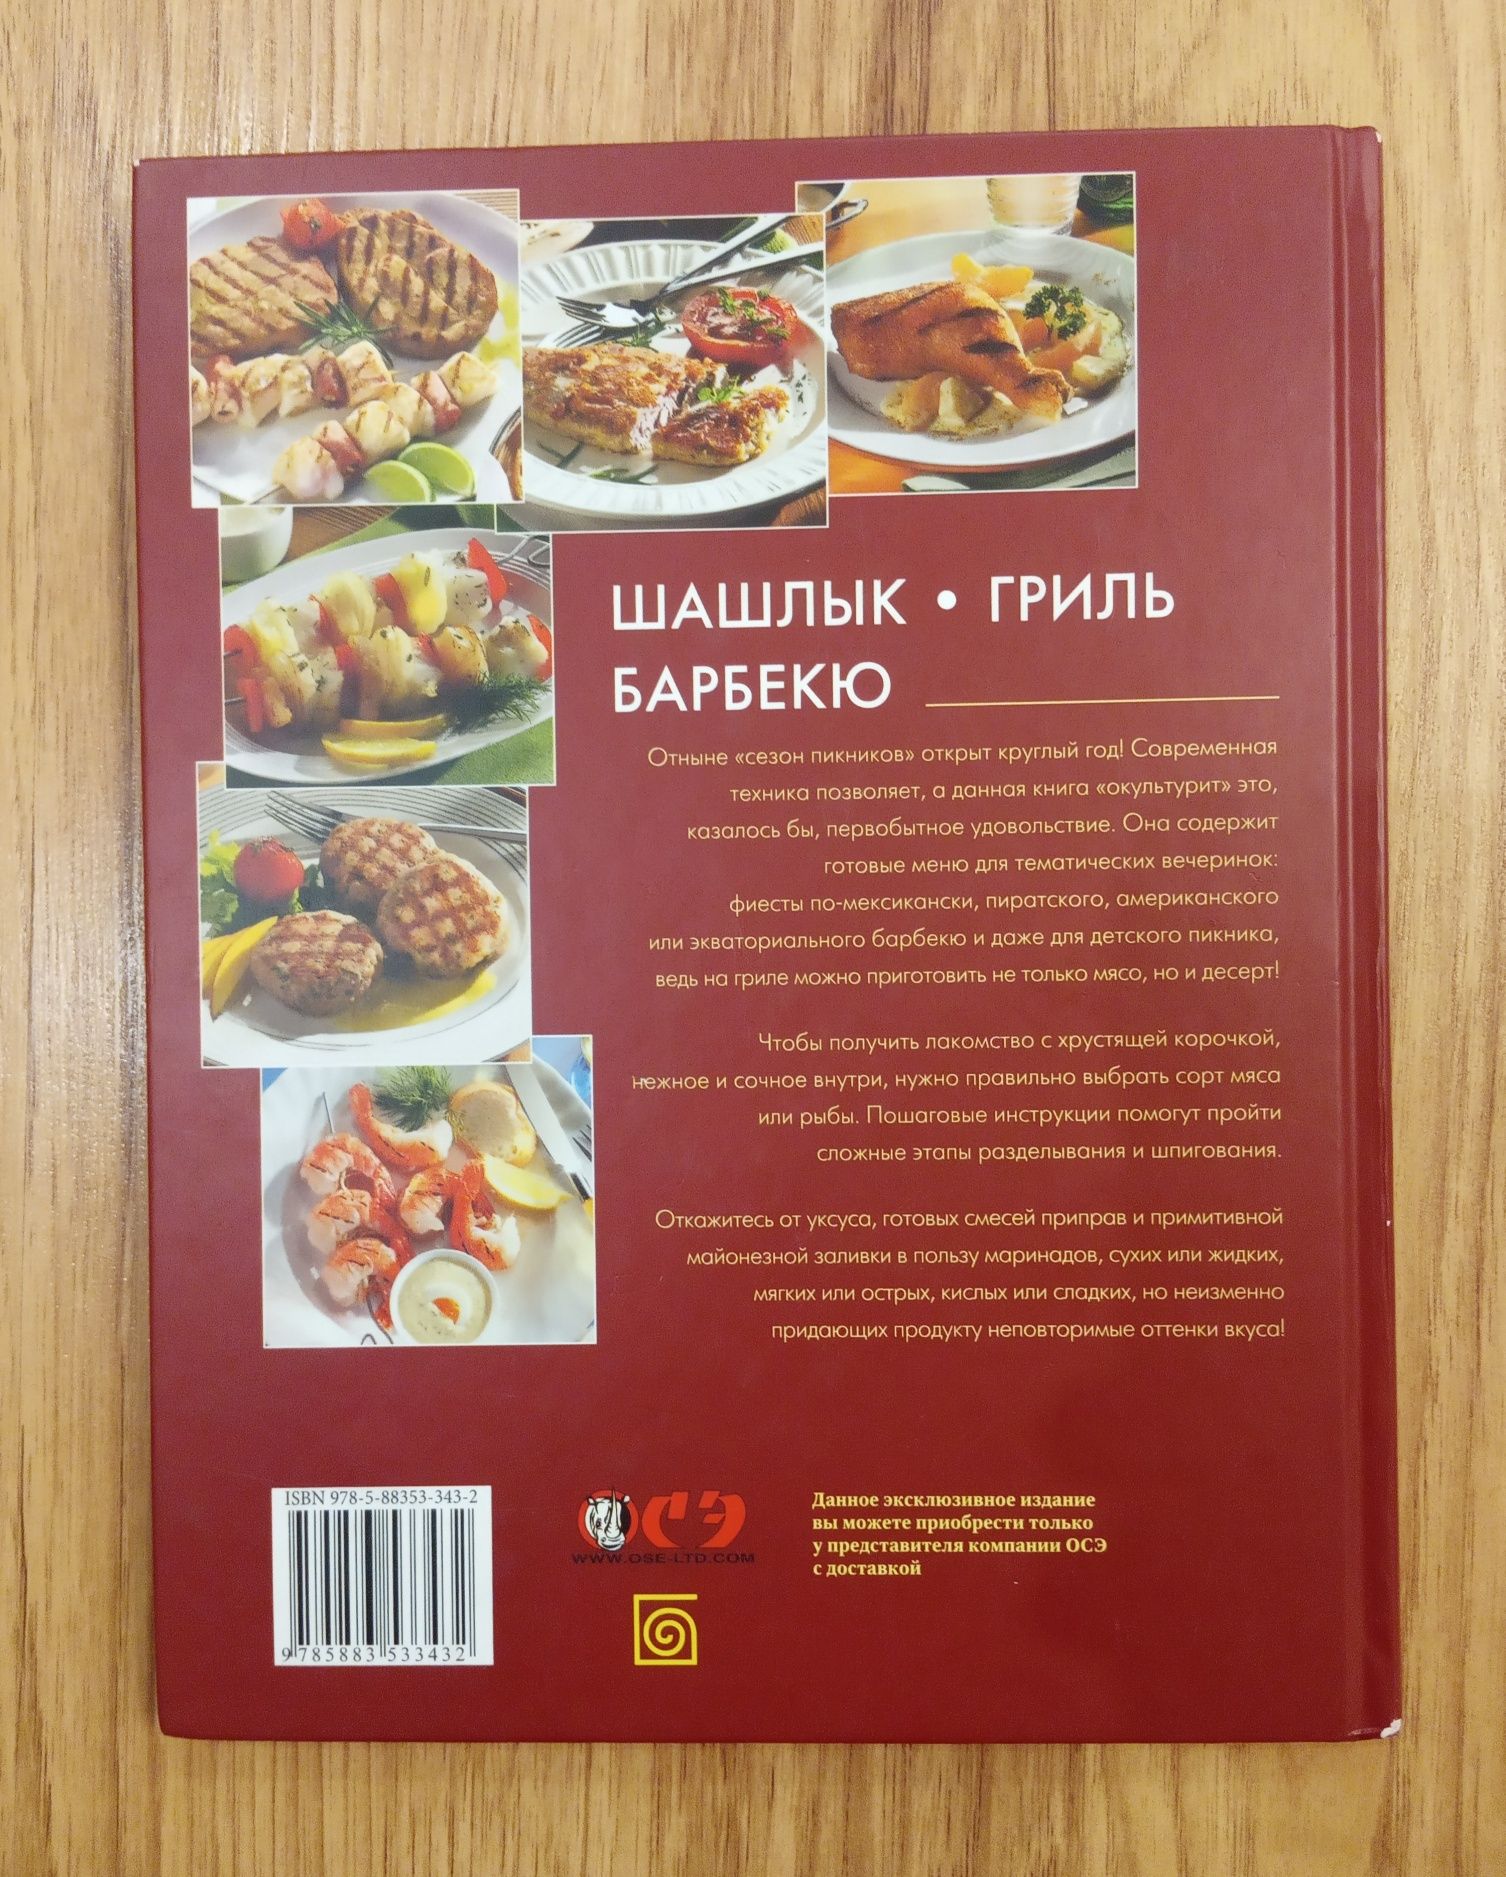 ШАШЛЫК • ГРИЛЬ
БАРБЕКЮ
Отныне «сезон пикников» открыт круглый год! Современная
техника позволяет, а данная книга «окультурит» это,
казалось бы, первобытное удовольствие. Она содержит
готовые меню для тематических вечеринок:
фиесты по-мексикански, пиратского, американского
или экваториального барбекю и даже для детского пикника,
ведь на гриле можно приготовить не только мясо, но и десерт!
Чтобы получить лакомство с хрустящей корочкой,
нежное и сочное внутри, нужно правильно выбрать сорт мяса
или рыбы. Пошаговые инструкции помогут пройти
сложные этапы разделывания и шпигования.
Откажитесь от уксуса, готовых смесей приправ и примитивной
майонезной заливки в пользу маринадов, сухих или жидких,
мягких или острых, кислых или сладких, но неизменно
придающих продукту неповторимые оттенки вкуса!
ISBN 978-5-88353-343-2
9 785883 533432
ОСЭ
WWW.OSE-LTD.COM
Данное эксклюзивное издание
вы можете приобрести только
у представителя компании ОСЭ
с доставкой